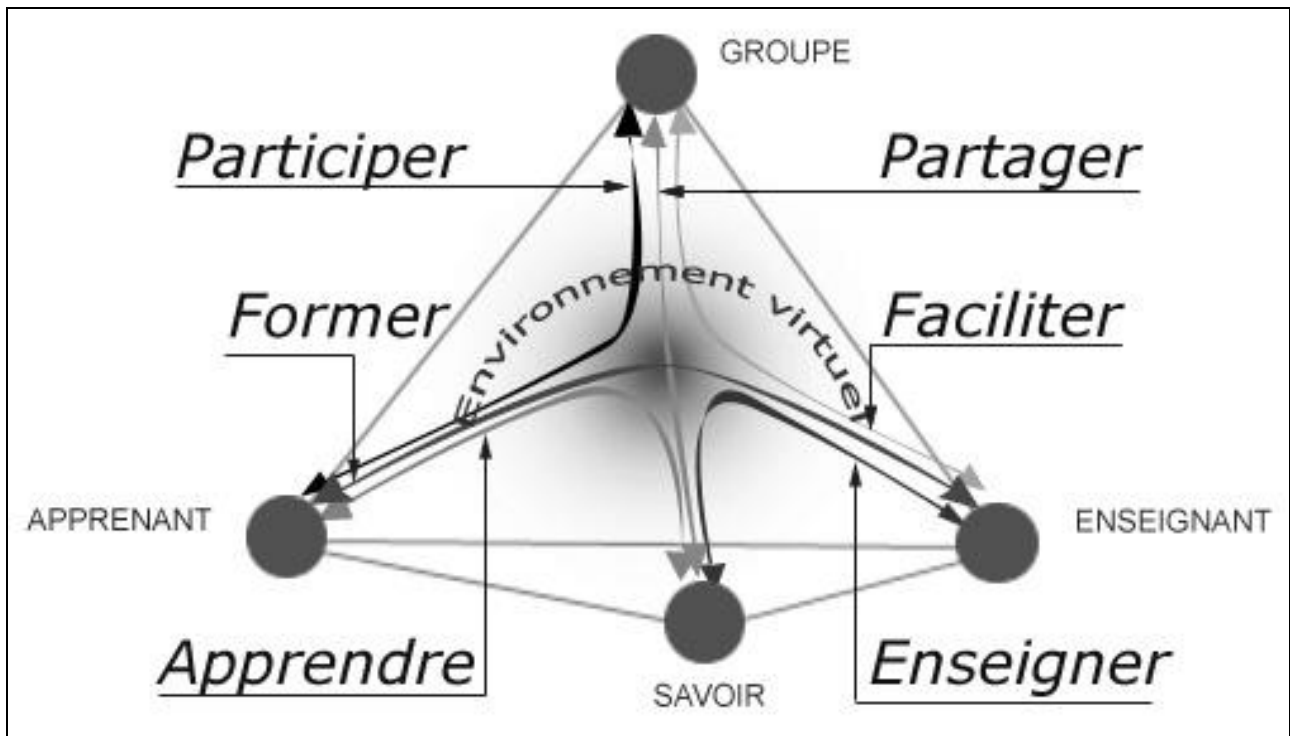 GROUPE
Participer
Partager
Environnement virtuel
Former
Faciliter
APPRENANT
ENSEIGNANT
Apprendre
Enseigner
SAVOIR